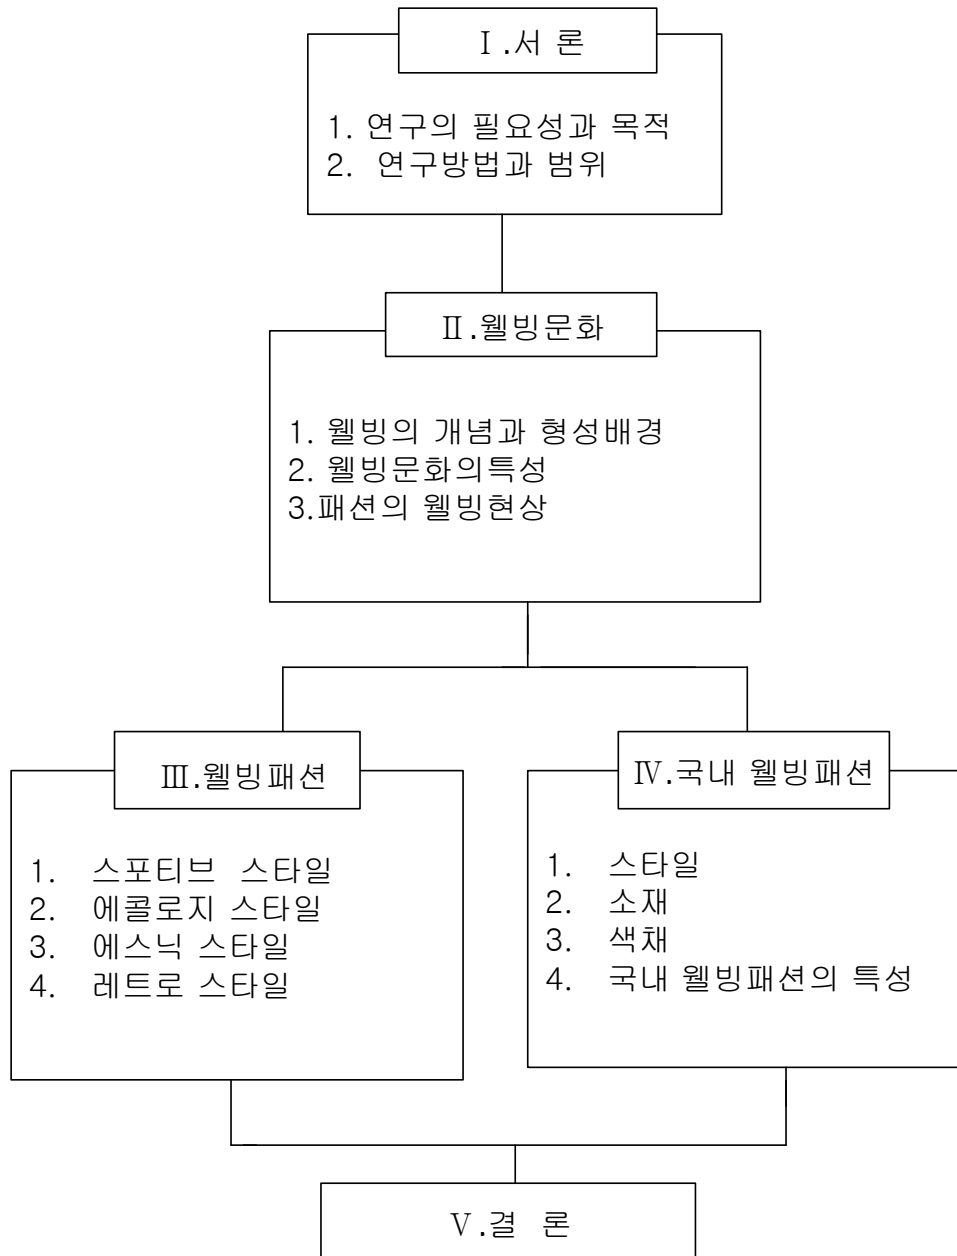 Ⅰ.서 론
1. 연구의 필요성과 목적
2. 연구방법과 범위
Ⅱ.웰빙문화
1. 웰빙의 개념과 형성배경
2. 웰빙문화의특성
3.패션의 웰빙현상
Ⅲ.웰빙패션
1. 스포티브 스타일
2. 에콜로지 스타일
3. 에스닉 스타일
4. 레트로 스타일
Ⅳ.국내 웰빙패션
1. 스타일
2. 소재
3. 색채
4. 국내 웰빙패션의 특성
Ⅴ.결 론